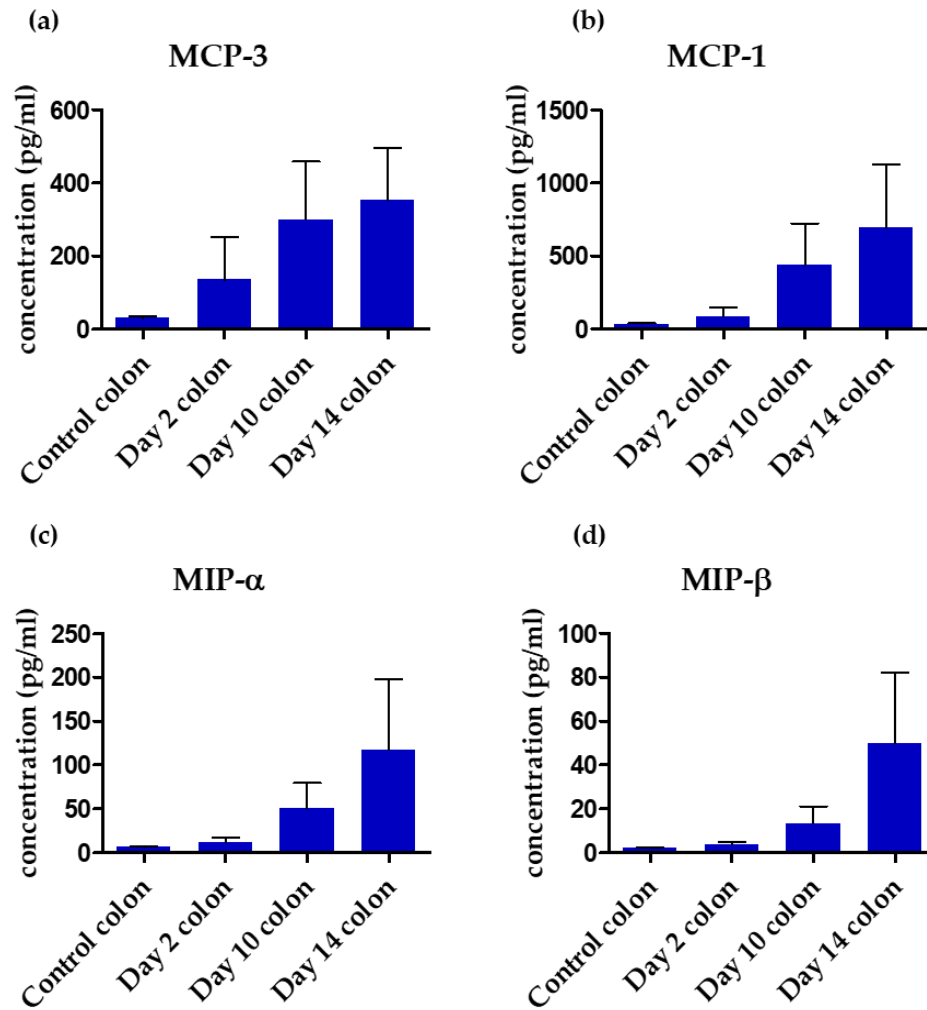 (a)
MCP-3
concentration (pg/ml)
600
400
200
0
Control colon
Day 2 colon
Day 10 colon
Day 14 colon
(b)
MCP-1
concentration (pg/ml)
1500
1000
500
0
Control colon
Day 2 colon
Day 10 colon
Day 14 colon
(c)
MIP-α
concentration (pg/ml)
250
200
150
100
50
0
Control colon
Day 2 colon
Day 10 colon
Day 14 colon
(d)
MIP-β
concentration (pg/ml)
100
80
60
40
20
0
Control colon
Day 2 colon
Day 10 colon
Day 14 colon